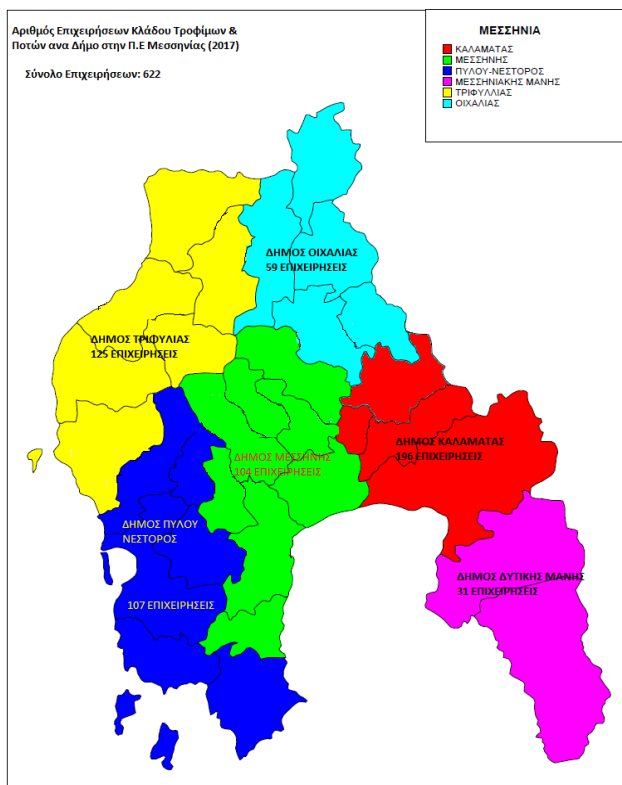 Αριθμός Επιχειρήσεων Κλάδου Τροφίμων &
Ποτών ανα Δήμο στην Π.Ε Μεσσηνίας (2017)
Σύνολο Επιχειρήσεων: 622
ΜΕΣΣΗΝΙΑ
ΚΑΛΑΜΑΤΑΣ
ΜΕΣΣΗΝΗΣ
ΠΥΛΟΥ-ΝΕΣΤΟΡΟΣ
ΜΕΣΣΗΝΙΑΚΗΣ ΜΑΝΗΣ
ΤΡΙΦΥΛΛΙΑΣ
ΟΙΧΑΛΙΑΣ
ΔΗΜΟΣ ΟΙΧΑΛΙΑΣ
59 ΕΠΙΧΕΙΡΗΣΕΙΣ
ΔΗΜΟΣ ΤΡΙΦΥΛΙΑΣ
125 ΕΠΙΧΕΙΡΗΣΕΙΣ
ΔΗΜΟΣ ΚΑΛΑΜΑΤΑΣ
196 ΕΠΙΧΕΙΡΗΣΕΙΣ
ΔΗΜΟΣ ΜΕΣΣΗΝΗΣ
104 ΕΠΙΧΕΙΡΗΣΕΙΣ
ΔΗΜΟΣ ΠΥΛΟΥ
ΝΕΣΤΟΡΟΣ
107 ΕΠΙΧΕΙΡΗΣΕΙΣ
ΔΗΜΟΣ ΔΥΤΙΚΗΣ ΜΑΝΗΣ
31 ΕΠΙΧΕΙΡΗΣΕΙΣ